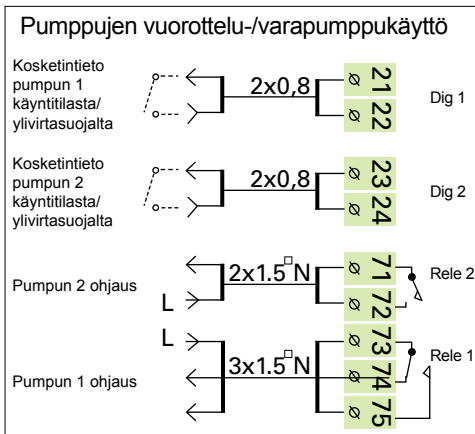 Pumppujen vuorottelu-/varapumppukäyttö
Kosketintieto
pumpun 1
käyntitilasta/
ylivirtasuojalta
2x0,8
21
22
Dig 1
Kosketintieto
pumpun 2
käyntitilasta/
ylivirtasuojalta
2x0,8
23
24
Dig 2
Pumpun 2 ohjaus
L
2x1.5□N
71
72
Rele 2
L
Pumpun 1 ohjaus
3x1.5□N
73
74
75
Rele 1